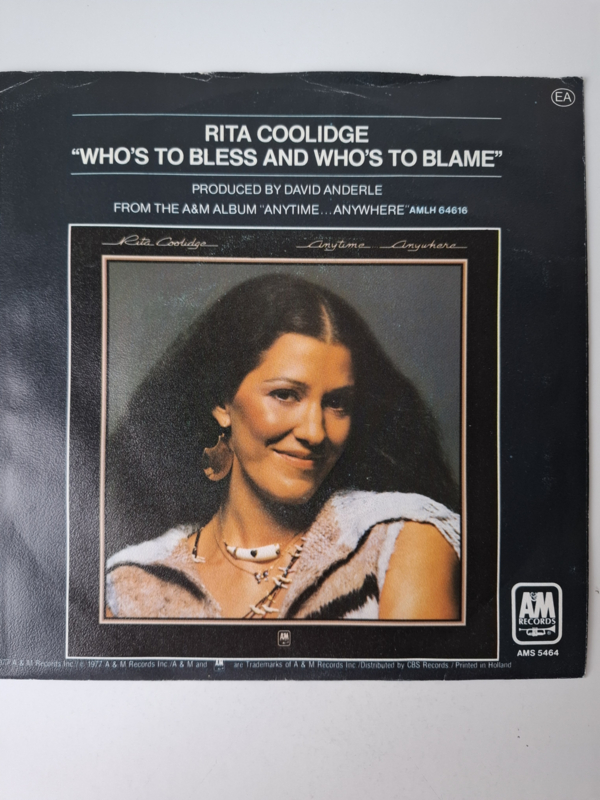 EA
RITA COOLIDGE
"WHO'S TO BLESS AND WHO'S TO BLAME"
PRODUCED BY DAVID ANDERLE
FROM THE A&M ALBUM "ANYTIME...ANYWHERE" AMLH 64616
Rita Coolidge Anytime Anywhere
A&M
A&M
RECORDS
AMS 5464
A & M Records Inc./© 1977 A & M Records Inc./A & M and A&M are Trademarks of A & M Records Inc./Distributed by CBS Records / Printed in Holland